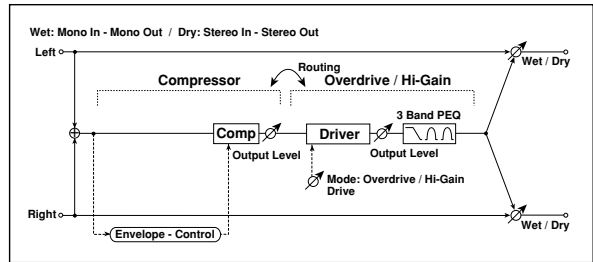 Wet: Mono In - Mono Out / Dry: Stereo In - Stereo Out
Left
Wet / Dry
Routing
Compressor
Overdrive / Hi-Gain
3 Band PEQ
Comp
Driver
Output Level
Output Level
Mode: Overdrive / Hi-Gain
Drive
Right
Wet / Dry
Envelope - Control